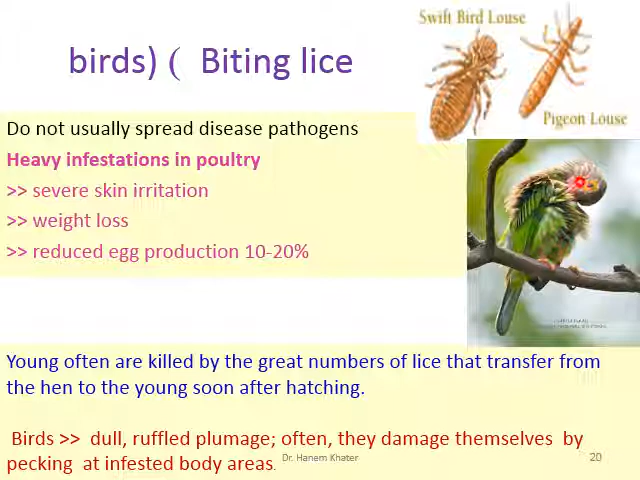 Swift Bird Louse
Pigeon Louse
birds) ( Biting lice
Do not usually spread disease pathogens
Heavy infestations in poultry
>> severe skin irritation
>> weight loss
>> reduced egg production 10-20%
Young often are killed by the great numbers of lice that transfer from
the hen to the young soon after hatching.
Birds >> dull, ruffled plumage; often, they damage themselves by
pecking at infested body areas.
Dr. Hanem Khater
20